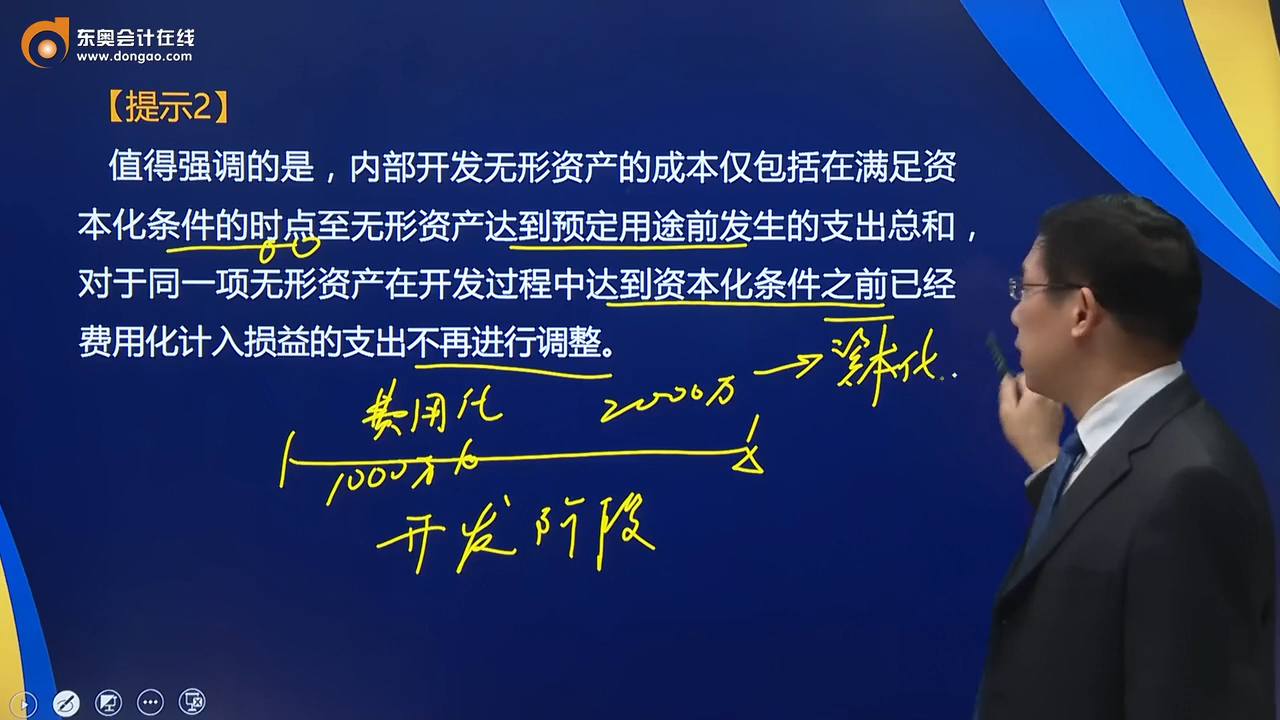 东奥会计在线
www.dongao.com
【提示2】
值得强调的是，内部开发无形资产的成本仅包括在满足资
本化条件的时点至无形资产达到预定用途前发生的支出总和，
对于同一项无形资产在开发过程中达到资本化条件之前已经
费用化计入损益的支出不再进行调整。
费用化 2000万 → 资本化
1000万
开发阶段